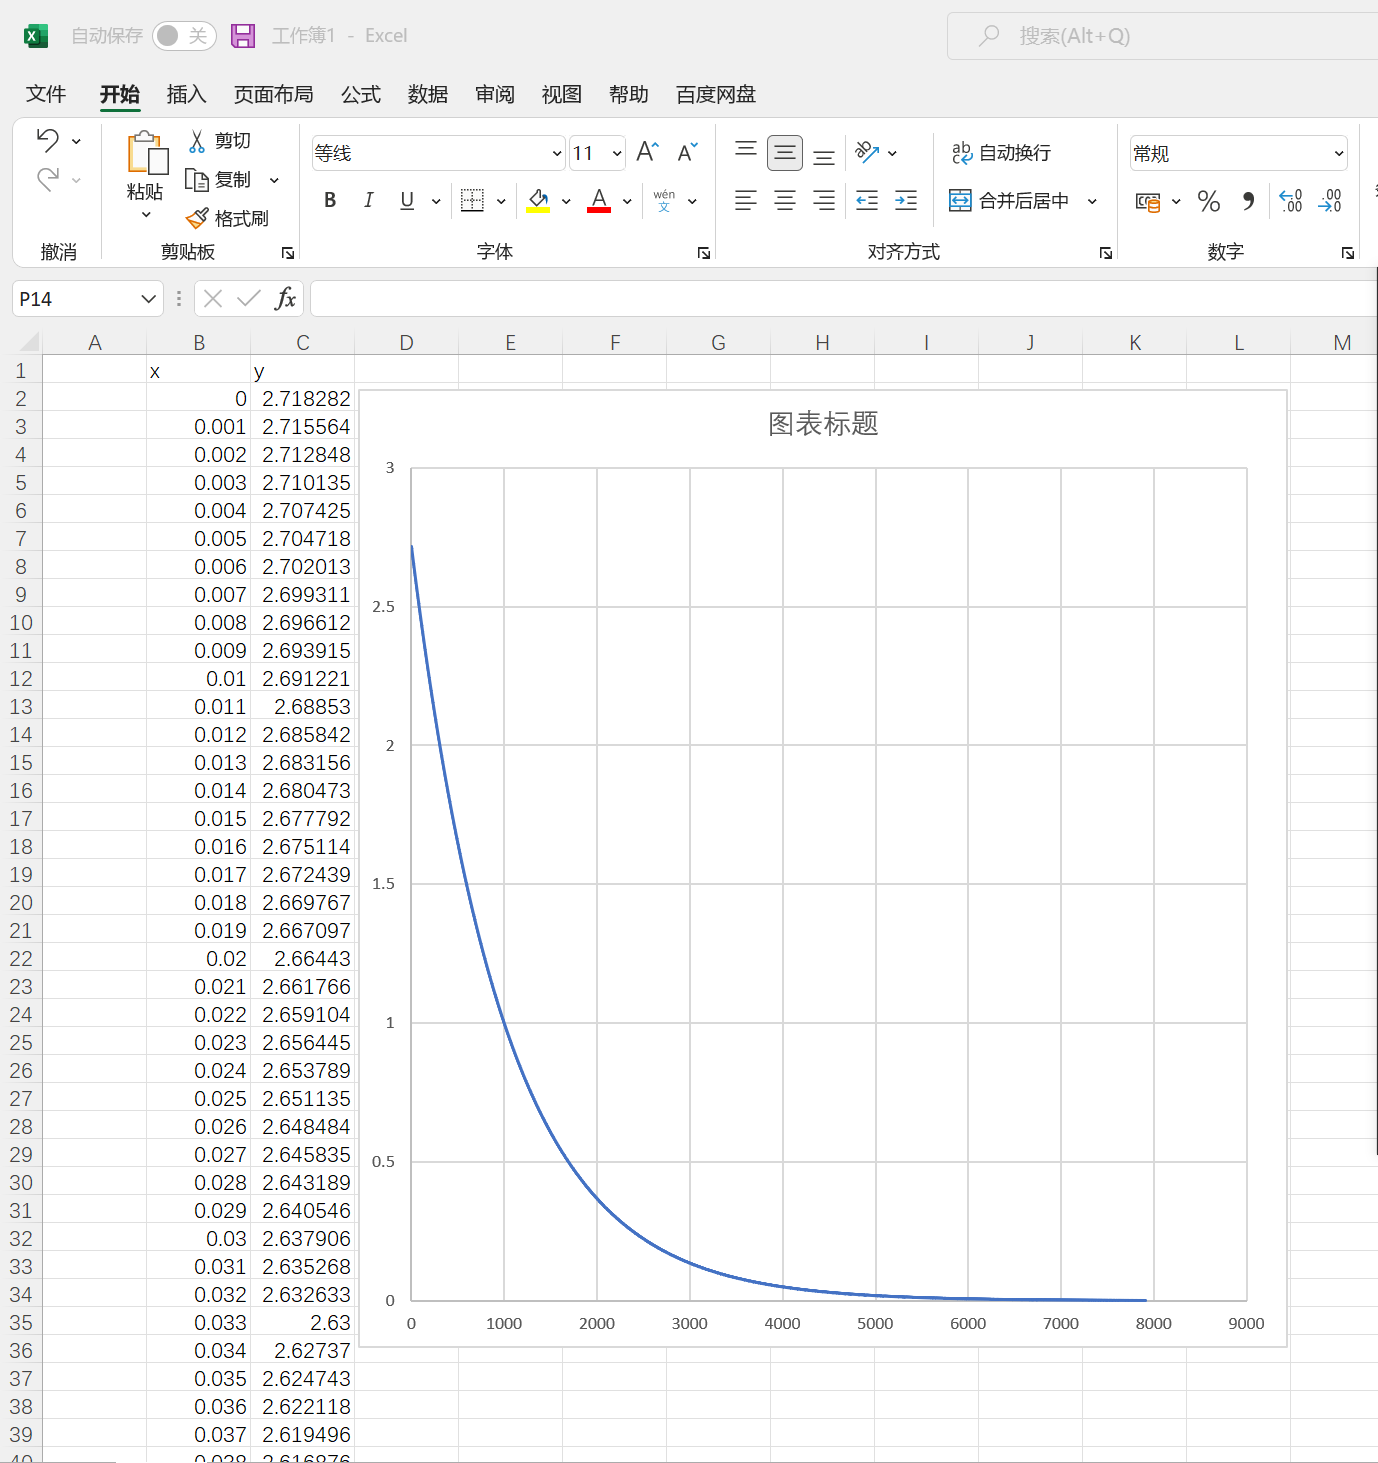 自动保存 关 工作簿1 - Excel 搜索(Alt+Q)
文件 开始 插入 页面布局 公式 数据 审阅 视图 帮助 百度网盘
粘贴 剪切 复制 格式刷
等线 11
B I U A wén 文
ab 自动换行
合并后居中
常规
% .00 .0
撤消 剪贴板 字体 对齐方式 数字
P14 fx
A B C D E F G H I J K L M
1 x y
2 0 2.718282
3 0.001 2.715564
4 0.002 2.712848
5 0.003 2.710135
6 0.004 2.707425
7 0.005 2.704718
8 0.006 2.702013
9 0.007 2.699311
10 0.008 2.696612
11 0.009 2.693915
12 0.01 2.691221
13 0.011 2.68853
14 0.012 2.685842
15 0.013 2.683156
16 0.014 2.680473
17 0.015 2.677792
18 0.016 2.675114
19 0.017 2.672439
20 0.018 2.669767
21 0.019 2.667097
22 0.02 2.66443
23 0.021 2.661766
24 0.022 2.659104
25 0.023 2.656445
26 0.024 2.653789
27 0.025 2.651135
28 0.026 2.648484
29 0.027 2.645835
30 0.028 2.643189
31 0.029 2.640546
32 0.03 2.637906
33 0.031 2.635268
34 0.032 2.632633
35 0.033 2.63
36 0.034 2.62737
37 0.035 2.624743
38 0.036 2.622118
39 0.037 2.619496
40 0.038 2.616876
图表标题
3
2.5
2
1.5
1
0.5
0
0 1000 2000 3000 4000 5000 6000 7000 8000 9000